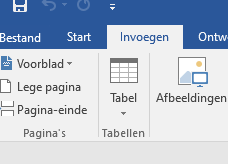 Bestand Start Invoegen Ontw
Voorblad
Lege pagina
Pagina-einde
Tabel
Afbeeldingen
Pagina's
Tabellen